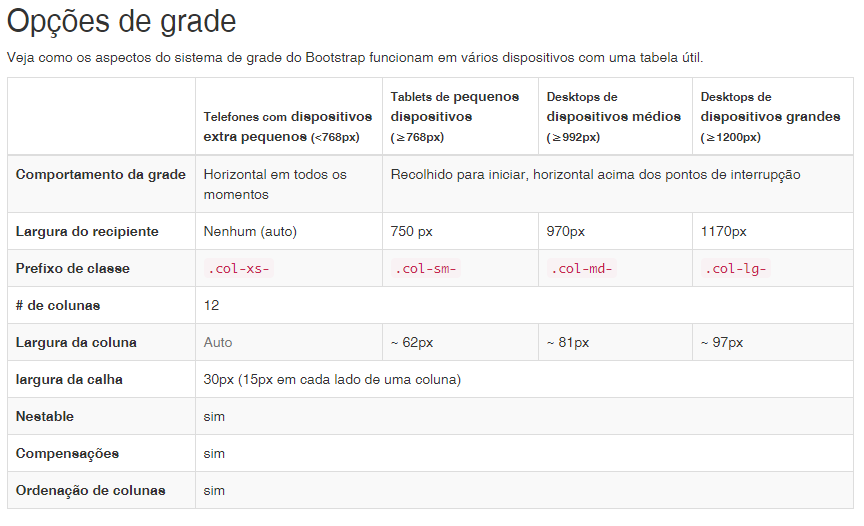 Opções de grade
Veja como os aspectos do sistema de grade do Bootstrap funcionam em vários dispositivos com uma tabela útil.
Telefones com dispositivos extra pequenos (<768px)
Tablets de pequenos dispositivos (≥768px)
Desktops de dispositivos médios (≥992px)
Desktops de dispositivos grandes (≥1200px)
Comportamento da grade
Horizontal em todos os momentos
Recolhido para iniciar, horizontal acima dos pontos de interrupção
Largura do recipiente
Nenhum (auto)
750 px
970px
1170px
Prefixo de classe
.col-xs-
.col-sm-
.col-md-
.col-lg-
# de colunas
12
Largura da coluna
Auto
~ 62px
~ 81px
~ 97px
largura da calha
30px (15px em cada lado de uma coluna)
Nestable
sim
Compensações
sim
Ordenação de colunas
sim